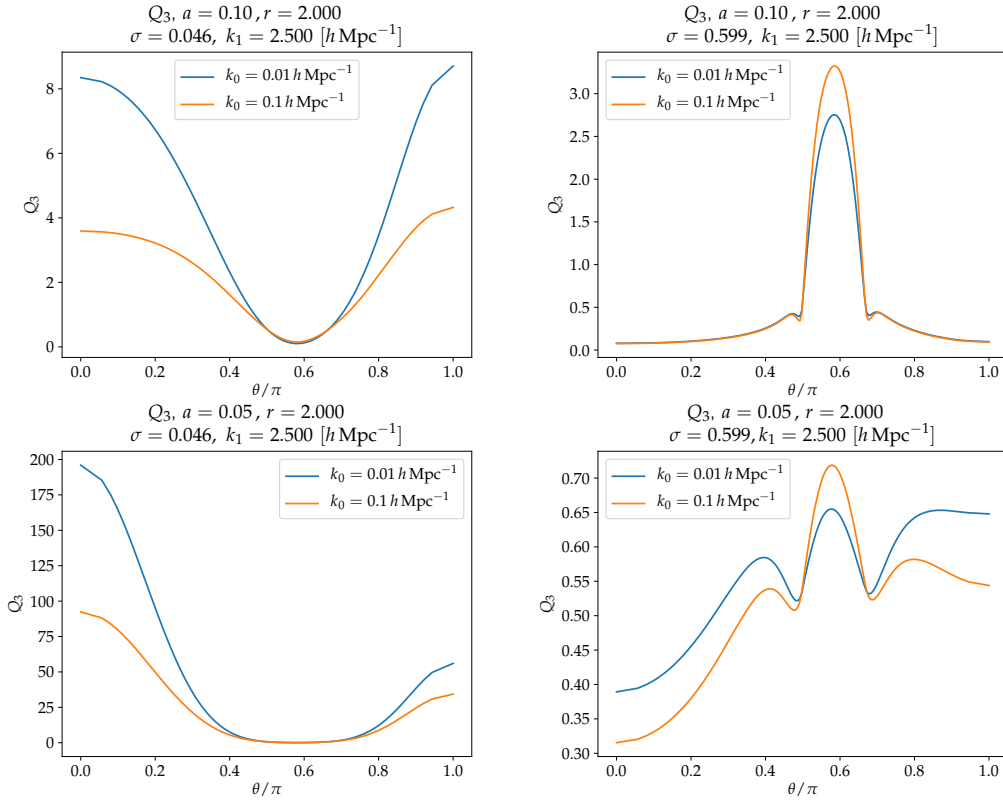 Q₃, a = 0.10, r = 2.000
σ = 0.046, k₁ = 2.500 [h Mpc⁻¹]
k₀ = 0.01 h Mpc⁻¹
k₀ = 0.1 h Mpc⁻¹
8
6
4
2
0
Q₃
0.0 0.2 0.4 0.6 0.8 1.0
θ/π
Q₃, a = 0.10, r = 2.000
σ = 0.599, k₁ = 2.500 [h Mpc⁻¹]
k₀ = 0.01 h Mpc⁻¹
k₀ = 0.1 h Mpc⁻¹
3.0
2.5
2.0
1.5
1.0
0.5
0.0
Q₃
0.0 0.2 0.4 0.6 0.8 1.0
θ/π
Q₃, a = 0.05, r = 2.000
σ = 0.046, k₁ = 2.500 [h Mpc⁻¹]
k₀ = 0.01 h Mpc⁻¹
k₀ = 0.1 h Mpc⁻¹
200
175
150
125
100
75
50
25
0
Q₃
0.0 0.2 0.4 0.6 0.8 1.0
θ/π
Q₃, a = 0.05, r = 2.000
σ = 0.599, k₁ = 2.500 [h Mpc⁻¹]
k₀ = 0.01 h Mpc⁻¹
k₀ = 0.1 h Mpc⁻¹
0.70
0.65
0.60
0.55
0.50
0.45
0.40
0.35
0.30
Q₃
0.0 0.2 0.4 0.6 0.8 1.0
θ/π